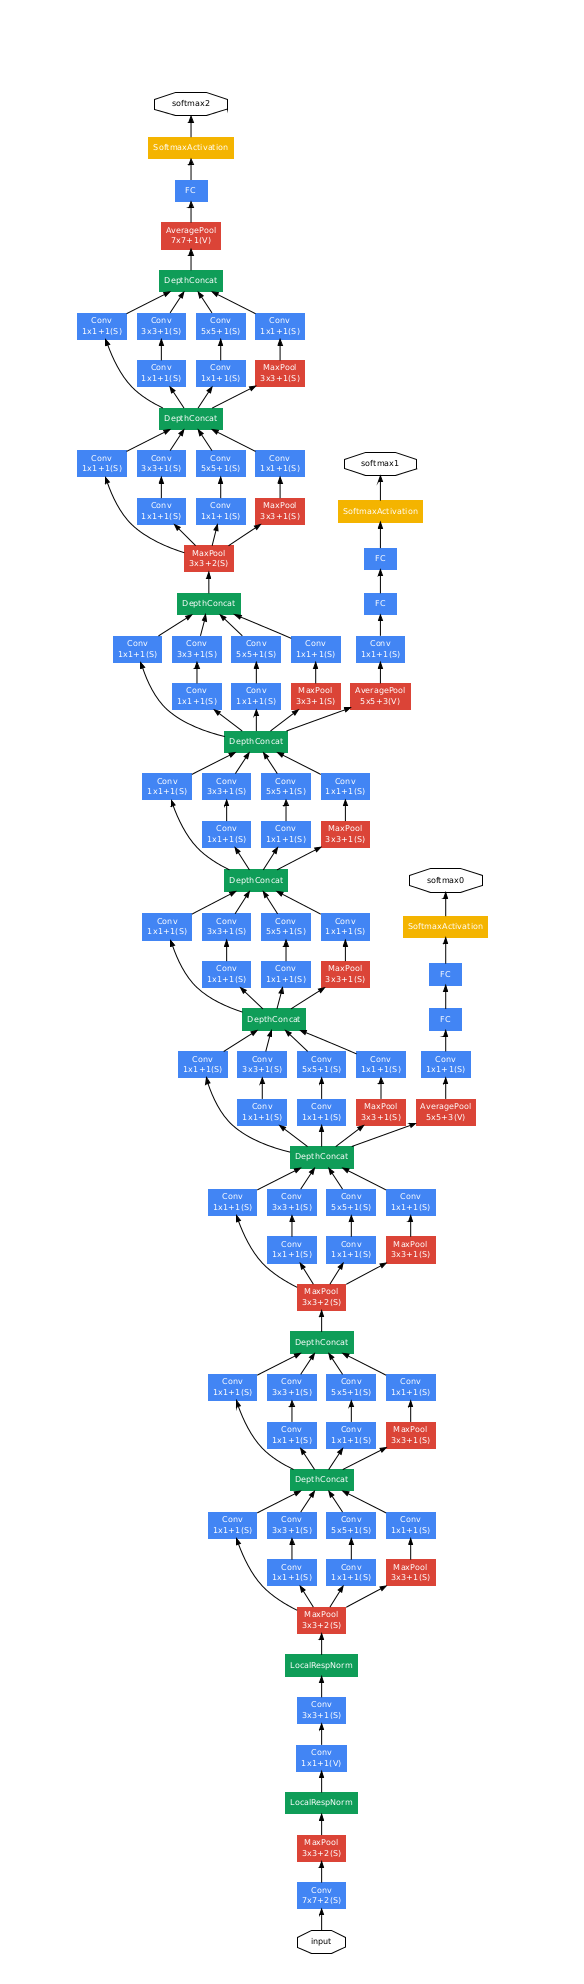 softmax2
SoftmaxActivation
FC
AveragePool
7x7+1(V)
DepthConcat
Conv Conv Conv Conv
1x1+1(S) 3x3+1(S) 5x5+1(S) 1x1+1(S)
Conv Conv MaxPool
1x1+1(S) 1x1+1(S) 3x3+1(S)
DepthConcat
Conv Conv Conv Conv
1x1+1(S) 3x3+1(S) 5x5+1(S) 1x1+1(S)
softmax1
Conv Conv MaxPool
1x1+1(S) 1x1+1(S) 3x3+1(S)
SoftmaxActivation
MaxPool
3x3+2(S)
FC
DepthConcat
FC
Conv Conv Conv Conv Conv
1x1+1(S) 3x3+1(S) 5x5+1(S) 1x1+1(S) 1x1+1(S)
Conv Conv MaxPool AveragePool
1x1+1(S) 1x1+1(S) 3x3+1(S) 5x5+3(V)
DepthConcat
Conv Conv Conv Conv
1x1+1(S) 3x3+1(S) 5x5+1(S) 1x1+1(S)
Conv Conv MaxPool
1x1+1(S) 1x1+1(S) 3x3+1(S)
DepthConcat
softmax0
Conv Conv Conv Conv
1x1+1(S) 3x3+1(S) 5x5+1(S) 1x1+1(S)
SoftmaxActivation
Conv Conv MaxPool
1x1+1(S) 1x1+1(S) 3x3+1(S)
FC
DepthConcat
FC
Conv Conv Conv Conv Conv
1x1+1(S) 3x3+1(S) 5x5+1(S) 1x1+1(S) 1x1+1(S)
Conv Conv MaxPool AveragePool
1x1+1(S) 1x1+1(S) 3x3+1(S) 5x5+3(V)
DepthConcat
Conv Conv Conv Conv
1x1+1(S) 3x3+1(S) 5x5+1(S) 1x1+1(S)
Conv Conv MaxPool
1x1+1(S) 1x1+1(S) 3x3+1(S)
MaxPool
3x3+2(S)
DepthConcat
Conv Conv Conv Conv
1x1+1(S) 3x3+1(S) 5x5+1(S) 1x1+1(S)
Conv Conv MaxPool
1x1+1(S) 1x1+1(S) 3x3+1(S)
DepthConcat
Conv Conv Conv Conv
1x1+1(S) 3x3+1(S) 5x5+1(S) 1x1+1(S)
Conv Conv MaxPool
1x1+1(S) 1x1+1(S) 3x3+1(S)
MaxPool
3x3+2(S)
LocalRespNorm
Conv
3x3+1(S)
Conv
1x1+1(V)
LocalRespNorm
MaxPool
3x3+2(S)
Conv
7x7+2(S)
input